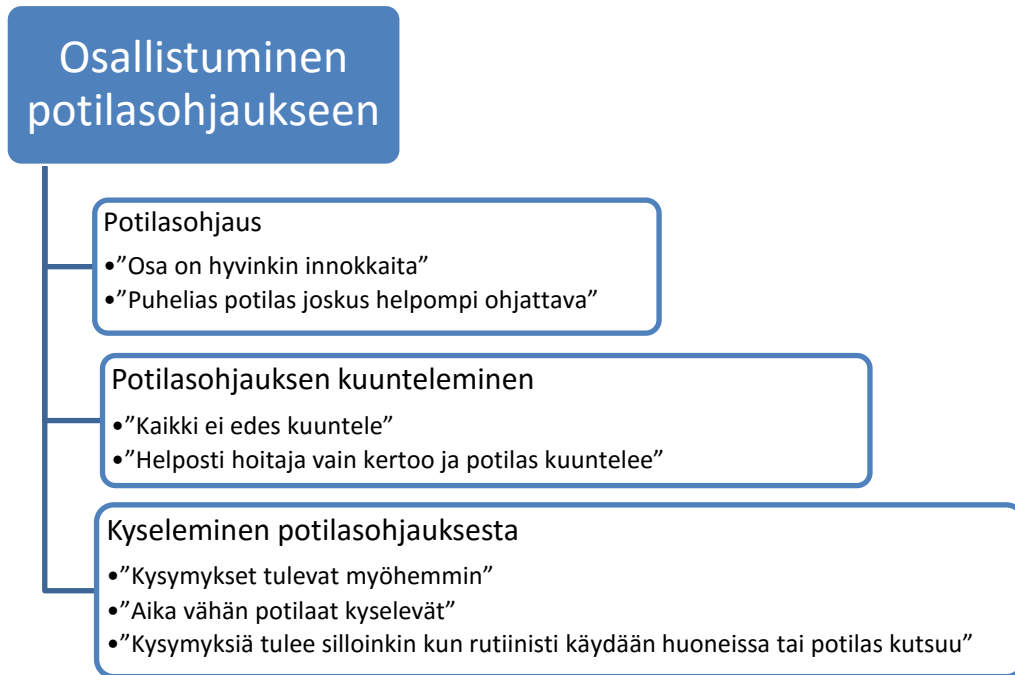 Osallistuminen
potilasohjaukseen
Potilasohjaus
•”Osa on hyvinkin innokkaita”
•”Puhelias potilas joskus helpompi ohjattava”
Potilasohjauksen kuunteleminen
•”Kaikki ei edes kuuntele”
•”Helposti hoitaja vain kertoo ja potilas kuuntelee”
Kyseleminen potilasohjauksesta
•”Kysymykset tulevat myöhemmin”
•”Aika vähän potilaat kyselevät”
•”Kysymyksiä tulee silloinkin kun rutiinisti käydään huoneissa tai potilas kutsuu”